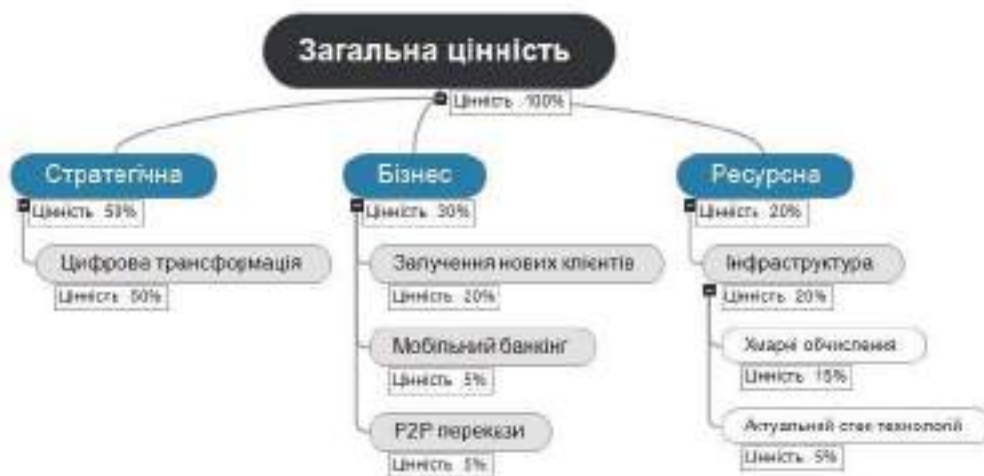 Загальна цінність
Цінність 100%
Стратегічна
Цінність 50%
Цифрова трансформація
Цінність 50%
Бізнес
Цінність 30%
Залучення нових клієнтів
Цінність 20%
Мобільний банкінг
Цінність 5%
P2P перекази
Цінність 5%
Ресурсна
Цінність 20%
Інфраструктура
Цінність 20%
Хмарні обчислення
Цінність 15%
Актуальний стек технологій
Цінність 5%